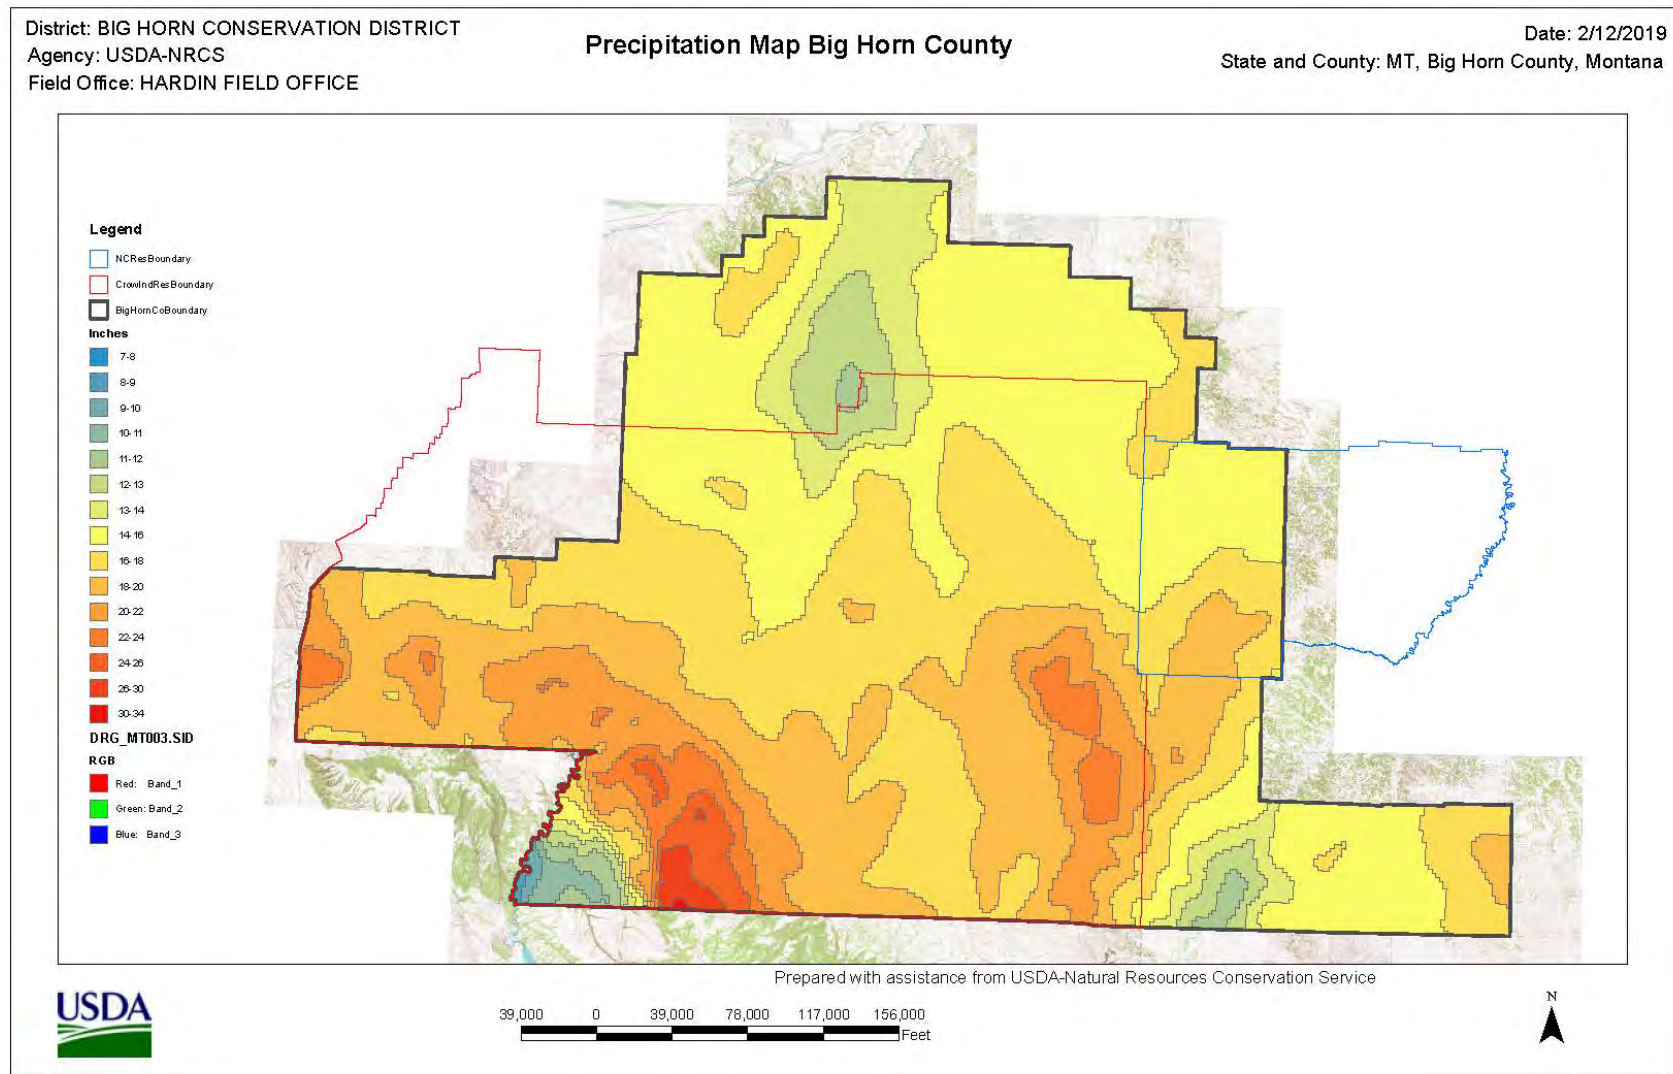 District: BIG HORN CONSERVATION DISTRICT
Agency: USDA-NRCS
Field Office: HARDIN FIELD OFFICE
Precipitation Map Big Horn County
Date: 2/12/2019
State and County: MT, Big Horn County, Montana
Legend
NCResBoundary
CrowIndResBoundary
BigHornCoBoundary
Inches
7-8
8-9
9-10
10-11
11-12
12-13
13-14
14-16
16-18
18-20
20-22
22-24
24-26
26-30
30-34
DRG_MT003.SID
RGB
Red: Band_1
Green: Band_2
Blue: Band_3
Prepared with assistance from USDA-Natural Resources Conservation Service
USDA
39,000 0 39,000 78,000 117,000 156,000
Feet
N